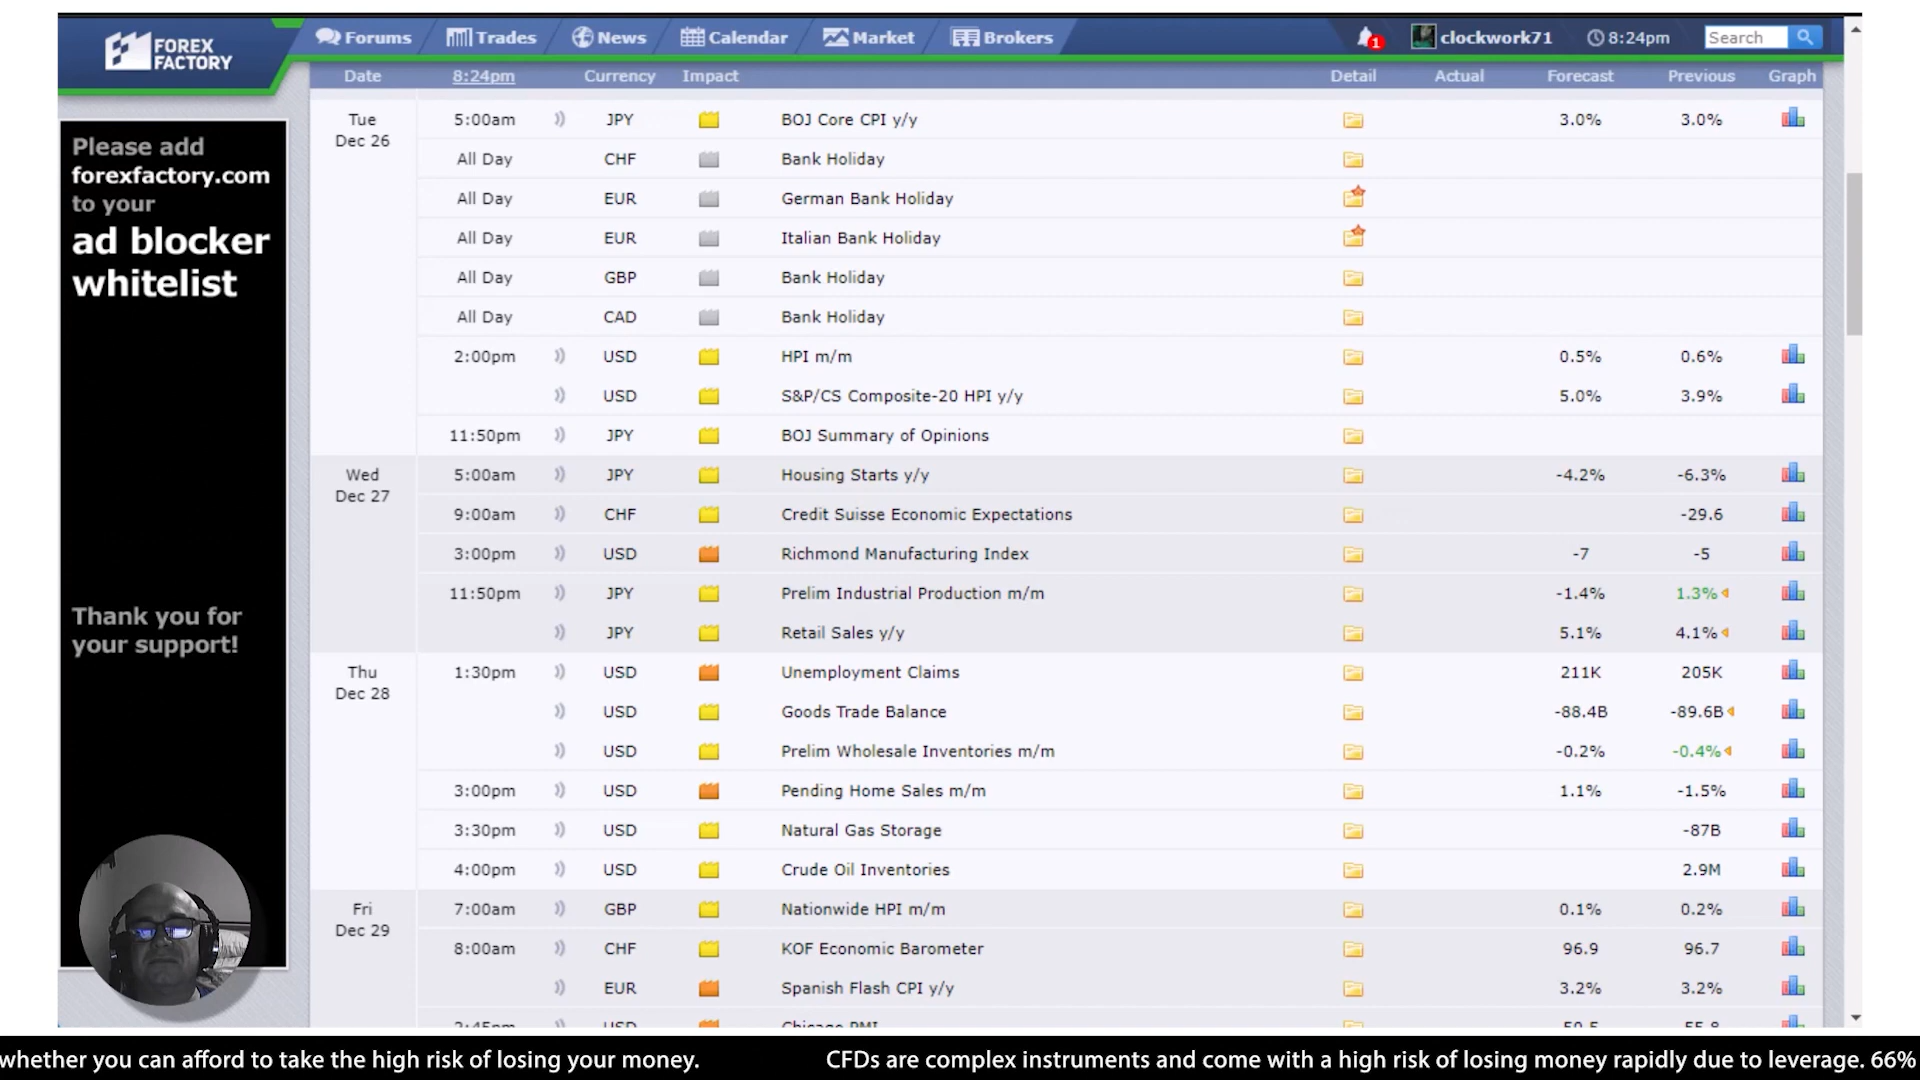 FOREX
FACTORY
Forums Trades News Calendar Market Brokers 1 clockwork71 8:24pm Search
Date 8:24pm Currency Impact Detail Actual Forecast Previous Graph
Please add
forexfactory.com
to your
ad blocker
whitelist
Thank you for
your support!
Tue
Dec 26
5:00am JPY BOJ Core CPI y/y 3.0% 3.0%
All Day CHF Bank Holiday
All Day EUR German Bank Holiday
All Day EUR Italian Bank Holiday
All Day GBP Bank Holiday
All Day CAD Bank Holiday
2:00pm USD HPI m/m 0.5% 0.6%
USD S&P/CS Composite-20 HPI y/y 5.0% 3.9%
11:50pm JPY BOJ Summary of Opinions
Wed
Dec 27
5:00am JPY Housing Starts y/y -4.2% -6.3%
9:00am CHF Credit Suisse Economic Expectations -29.6
3:00pm USD Richmond Manufacturing Index -7 -5
11:50pm JPY Prelim Industrial Production m/m -1.4% 1.3%
JPY Retail Sales y/y 5.1% 4.1%
Thu
Dec 28
1:30pm USD Unemployment Claims 211K 205K
USD Goods Trade Balance -88.4B -89.6B
USD Prelim Wholesale Inventories m/m -0.2% -0.4%
3:00pm USD Pending Home Sales m/m 1.1% -1.5%
3:30pm USD Natural Gas Storage -87B
4:00pm USD Crude Oil Inventories 2.9M
Fri
Dec 29
7:00am GBP Nationwide HPI m/m 0.1% 0.2%
8:00am CHF KOF Economic Barometer 96.9 96.7
EUR Spanish Flash CPI y/y 3.2% 3.2%
2:45pm USD Chicago PMI 50.5 55.8
whether you can afford to take the high risk of losing your money. CFDs are complex instruments and come with a high risk of losing money rapidly due to leverage. 66%